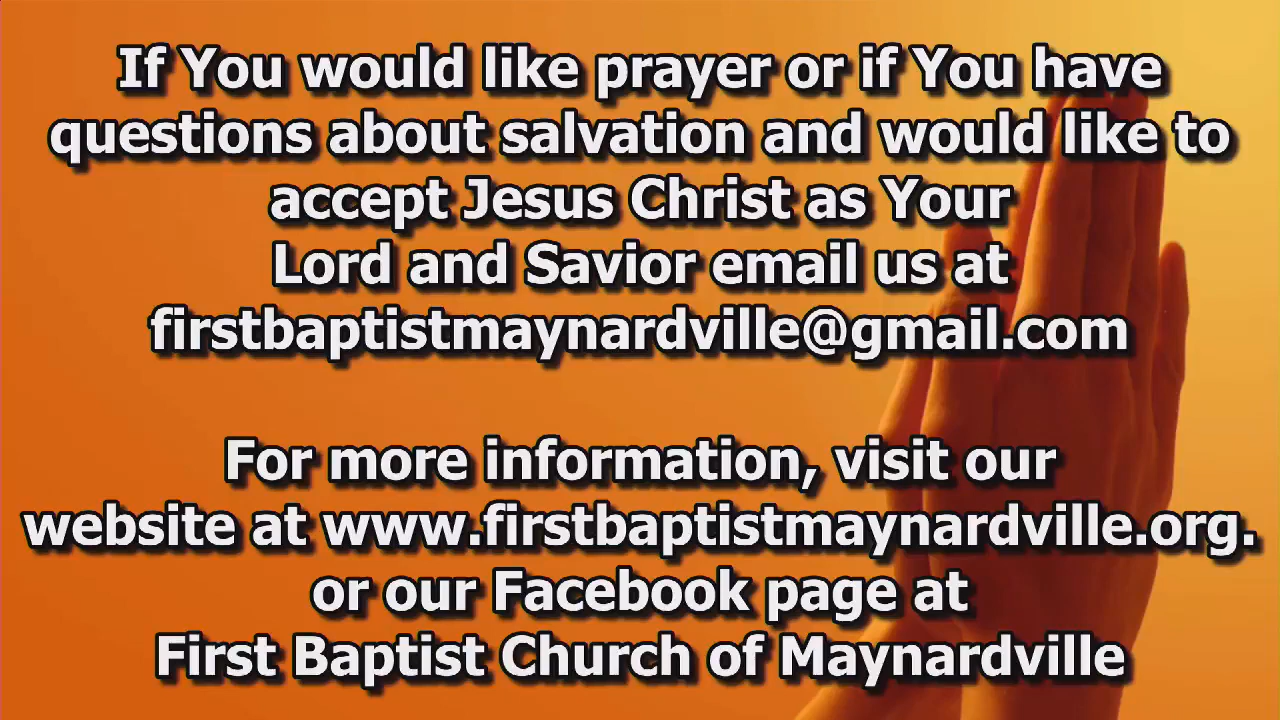 If You would like prayer or if You have
questions about salvation and would like to
accept Jesus Christ as Your
Lord and Savior email us at
firstbaptistmaynardville@gmail.com
For more information, visit our
website at www.firstbaptistmaynardville.org.
or our Facebook page at
First Baptist Church of Maynardville